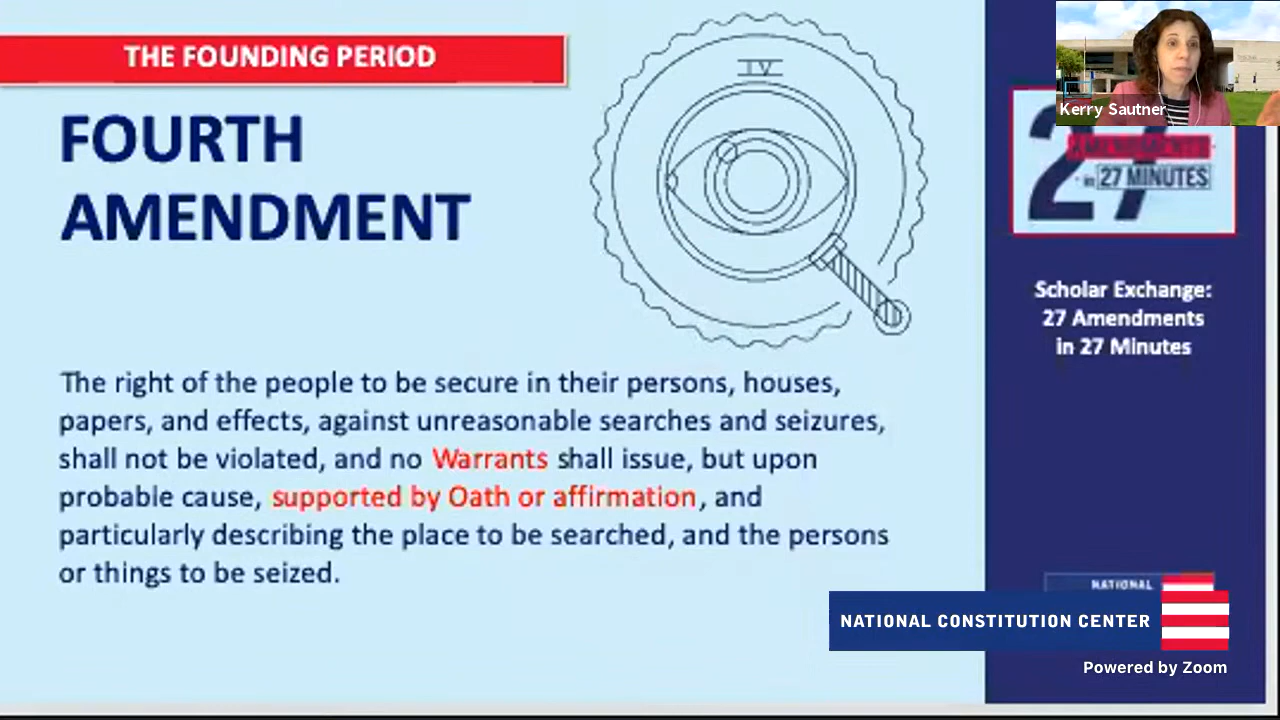 THE FOUNDING PERIOD
IV
FOURTH
AMENDMENT
The right of the people to be secure in their persons, houses,
papers, and effects, against unreasonable searches and seizures,
shall not be violated, and no Warrants shall issue, but upon
probable cause, supported by Oath or affirmation, and
particularly describing the place to be searched, and the persons
or things to be seized.
Kerry Sautner
27
AMENDMENTS
in 27 MINUTES
Scholar Exchange:
27 Amendments
in 27 Minutes
NATIONAL
NATIONAL CONSTITUTION CENTER
Powered by Zoom